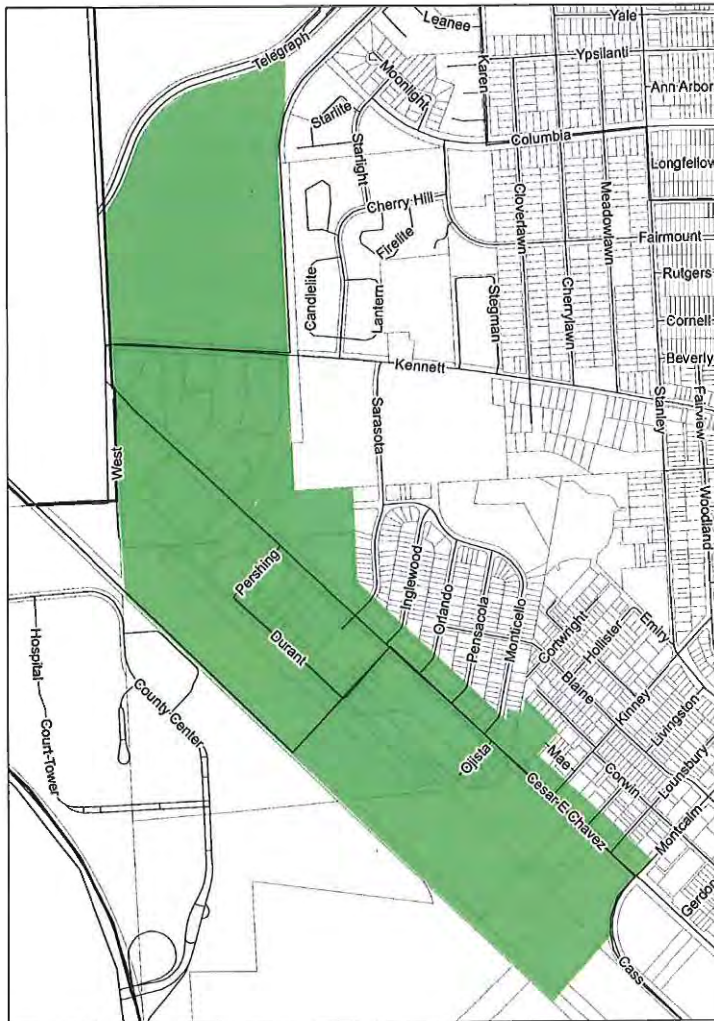 Leanee
Yale
Telegraph
Karen
Ypsilanti
Moonlight
Ann Arbor
Starlite
Columbia
Starlight
Longfellow
Cherry Hill
Cloverlawn
Meadowlawn
Firelite
Fairmount
Rutgers
Candlelite
Lantern
Stegman
Cherrylawn
Cornell
Beverly
Kennett
Stanley
Fairview
Sarasota
West
Woodland
Pershing
Inglewood
Orlando
Pensacola
Monticello
Durant
Cortwright
Hollister
Emiry
Hospital
County Center
Blaine
Kinney
Livingston
Court-Tower
Ojista
Mae
Corwin
Lounsbury
Cesar E Chavez
Montcalm
Gerdon
Cass